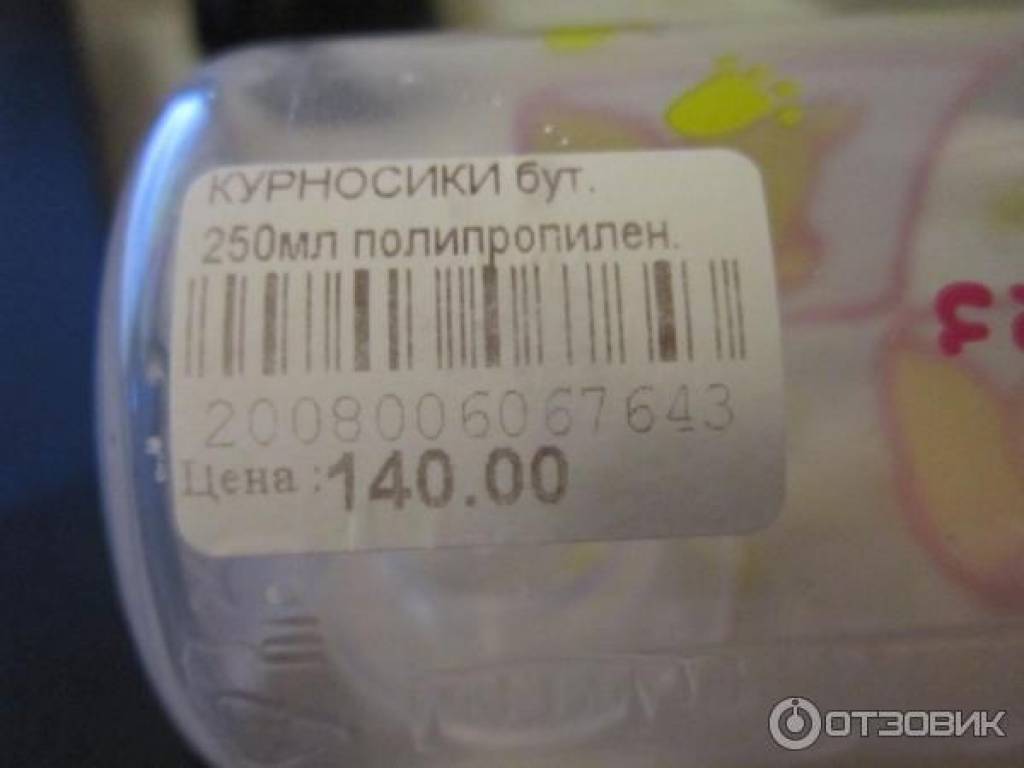 КУРНОСИКИ бут.
250мл полипропилен.
2008006067643
Цена :140.00
ОТЗОВИК